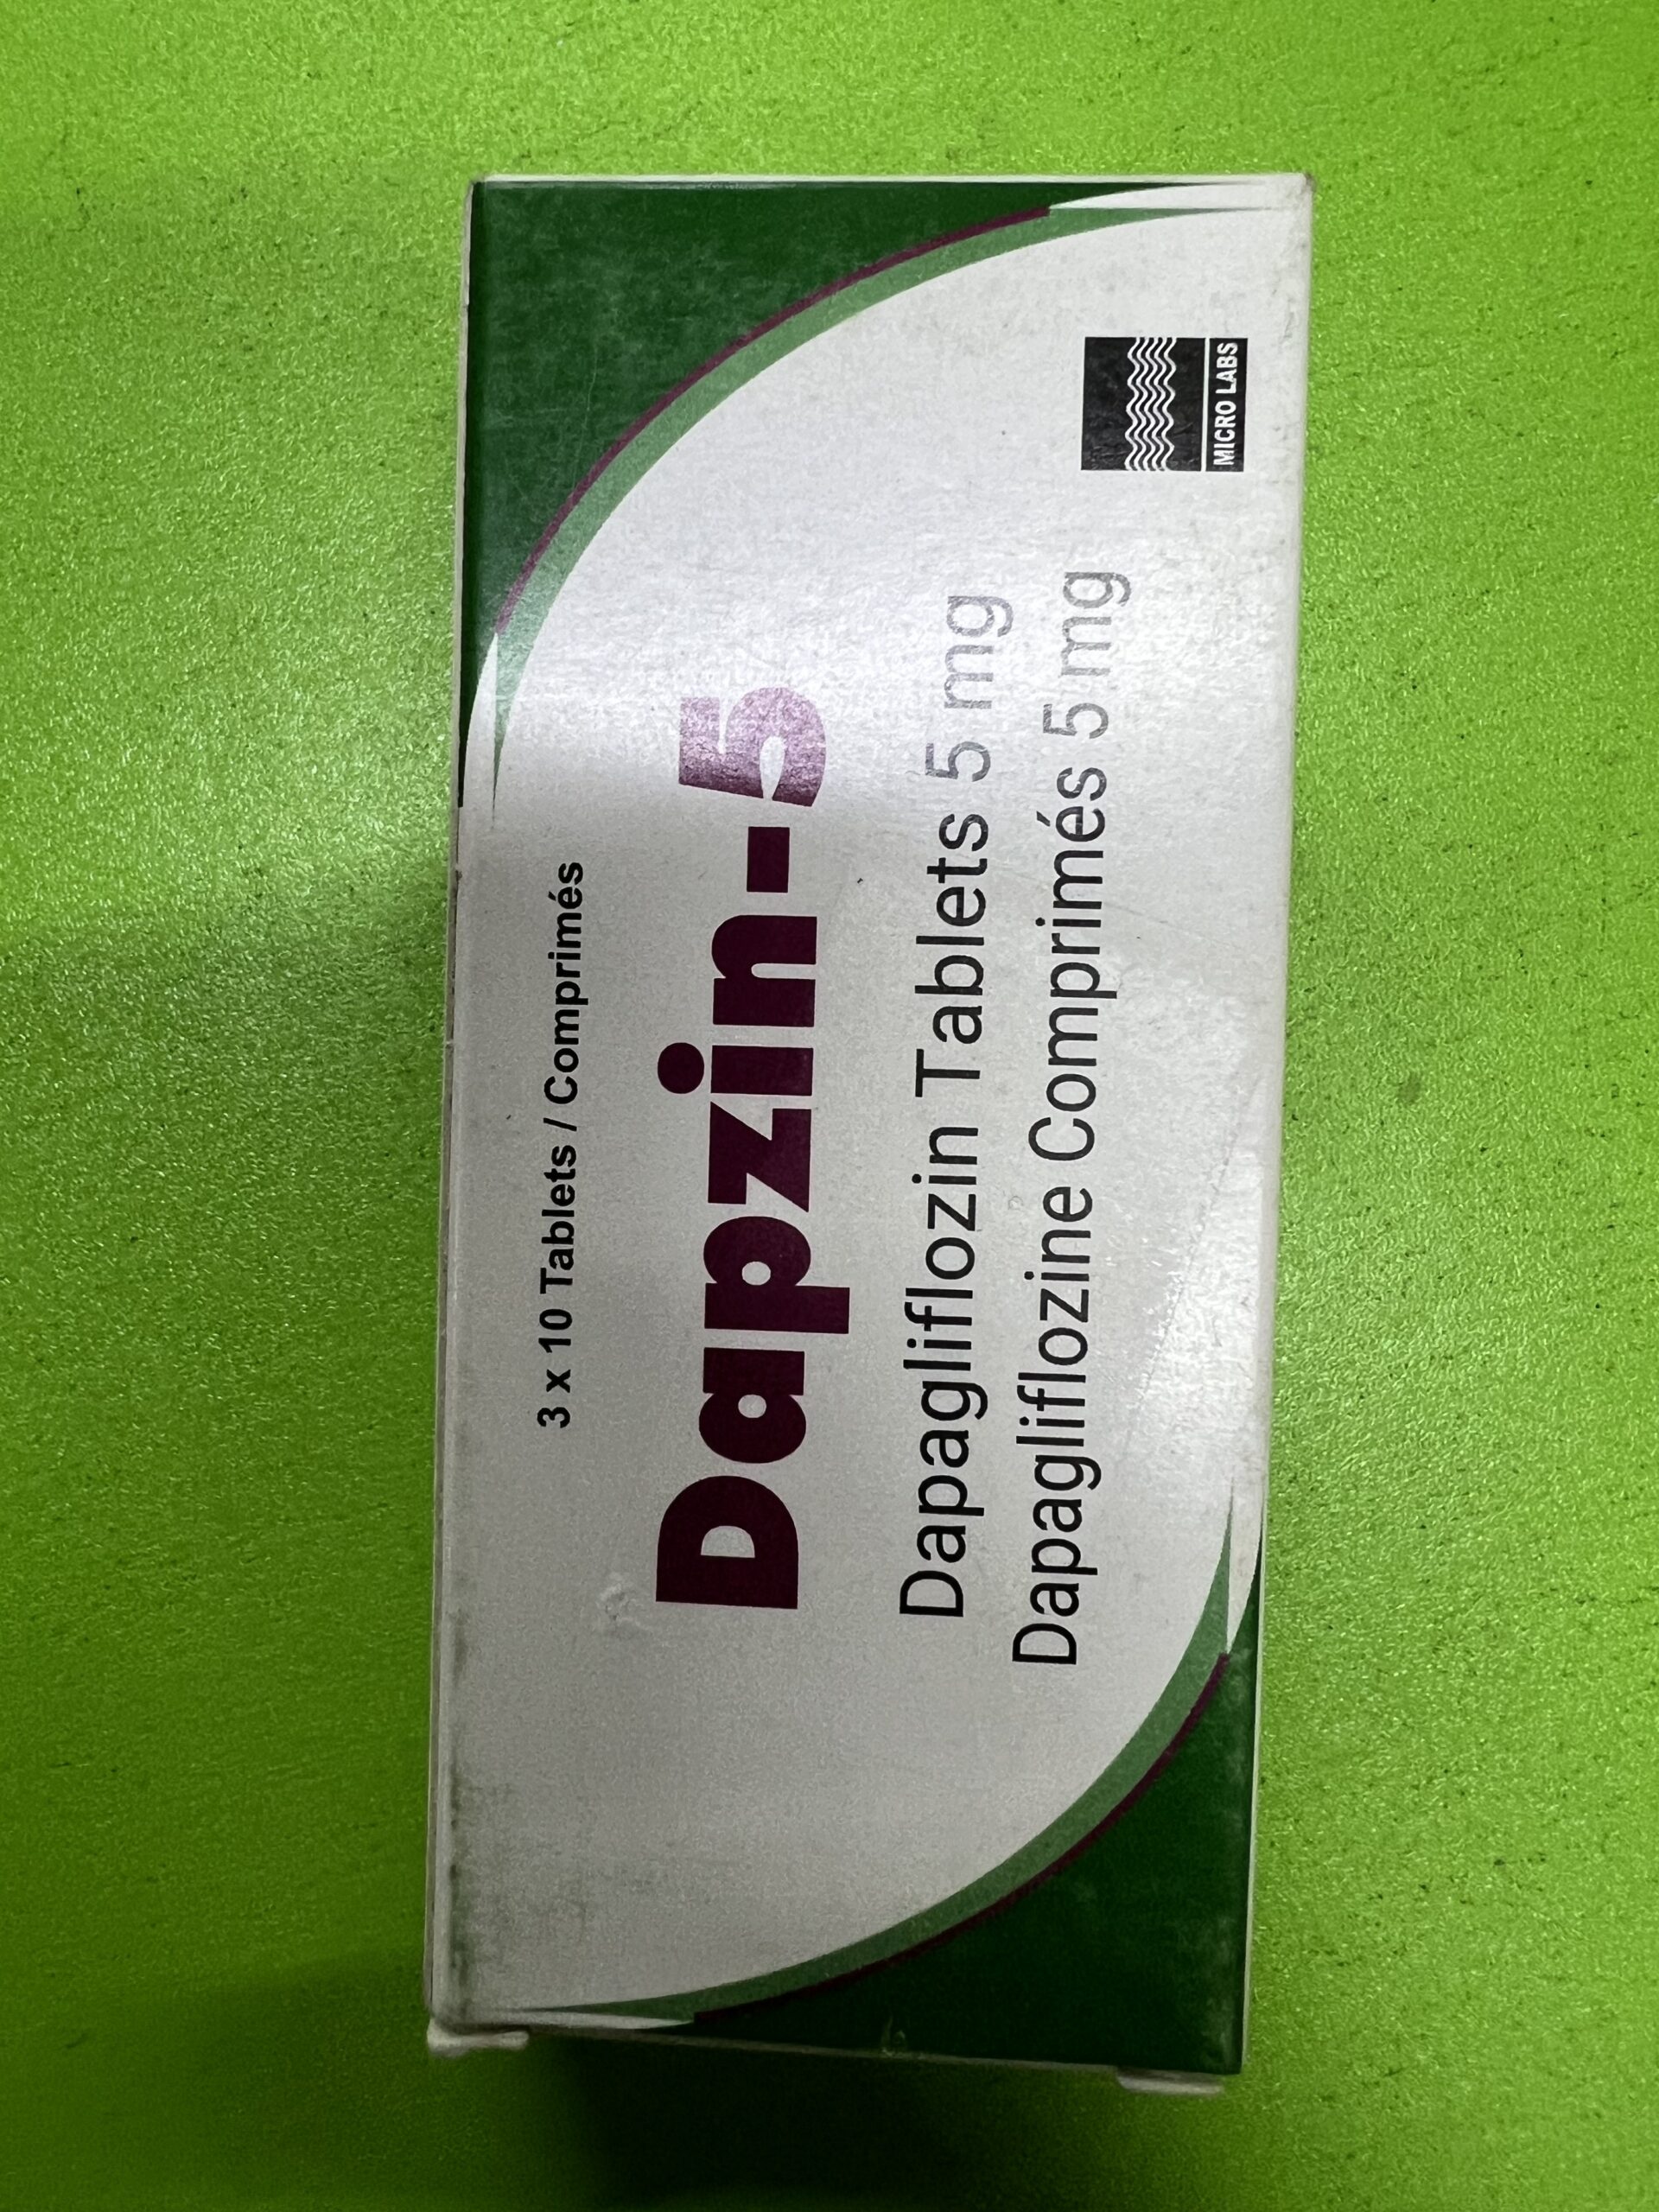 3 x 10 Tablets / Comprimés
Dapzin-5
Dapagliflozin Tablets 5 mg
Dapagliflozine Comprimés 5 mg
MICRO LABS